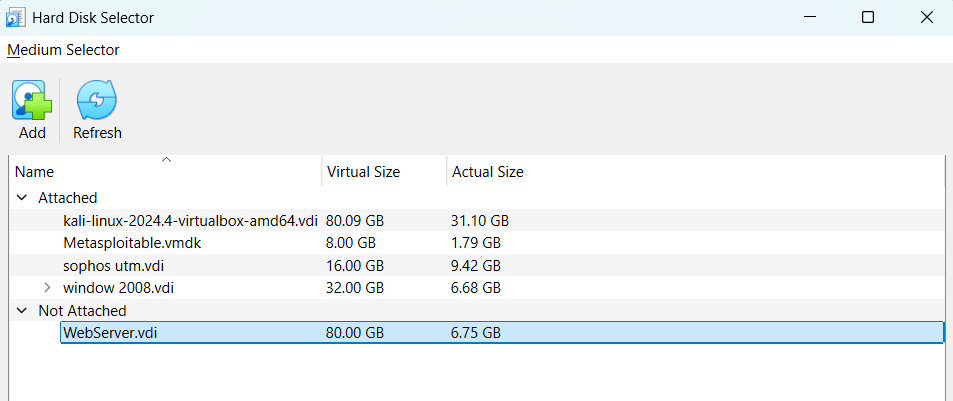 Hard Disk Selector
Medium Selector
Add Refresh
Name Virtual Size Actual Size
Attached
kali-linux-2024.4-virtualbox-amd64.vdi 80.09 GB 31.10 GB
Metasploitable.vmdk 8.00 GB 1.79 GB
sophos utm.vdi 16.00 GB 9.42 GB
window 2008.vdi 32.00 GB 6.68 GB
Not Attached
WebServer.vdi 80.00 GB 6.75 GB